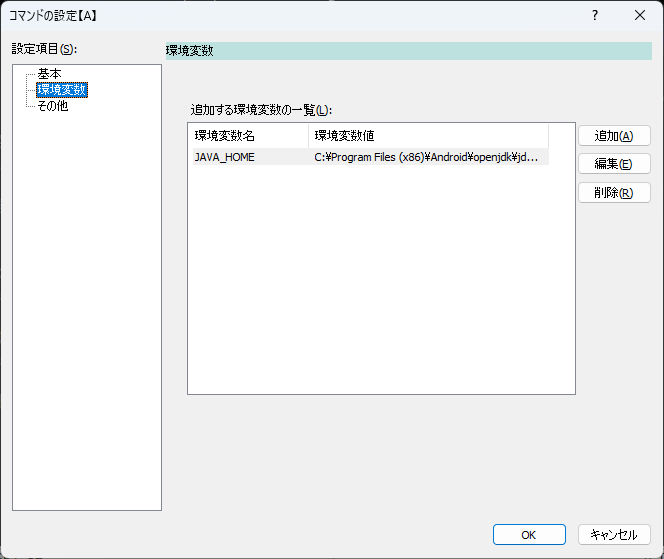 コマンドの設定【A】
?
設定項目(S):
基本
環境変数
その他
環境変数
追加する環境変数の一覧(L):
環境変数名 環境変数値
JAVA_HOME C:¥Program Files (x86)¥Android¥openjdk¥jd...
追加(A)
編集(E)
削除(R)
OK キャンセル